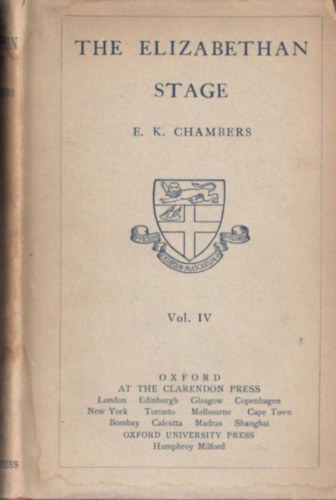 THE ELIZABETHAN
STAGE
E. K. CHAMBERS
Vol. IV
OXFORD
AT THE CLARENDON PRESS
London Edinburgh Glasgow Copenhagen
New York Toronto Melbourne Cape Town
Bombay Calcutta Madras Shanghai
OXFORD UNIVERSITY PRESS
Humphrey Milford